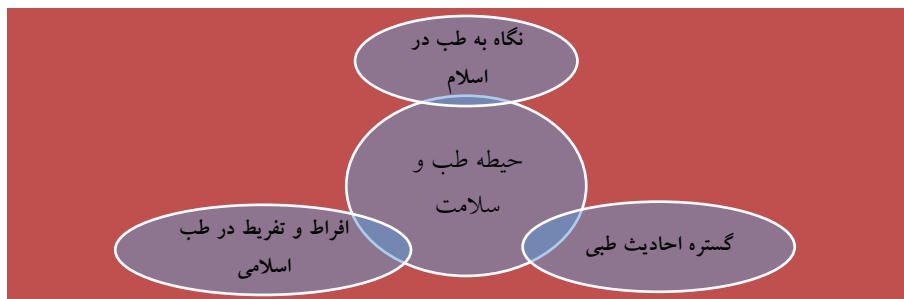 نگاه به طب در
اسلام
حیطه طب و
سلامت
گستره احادیث طبی
افراط و تفریط در طب
اسلامی